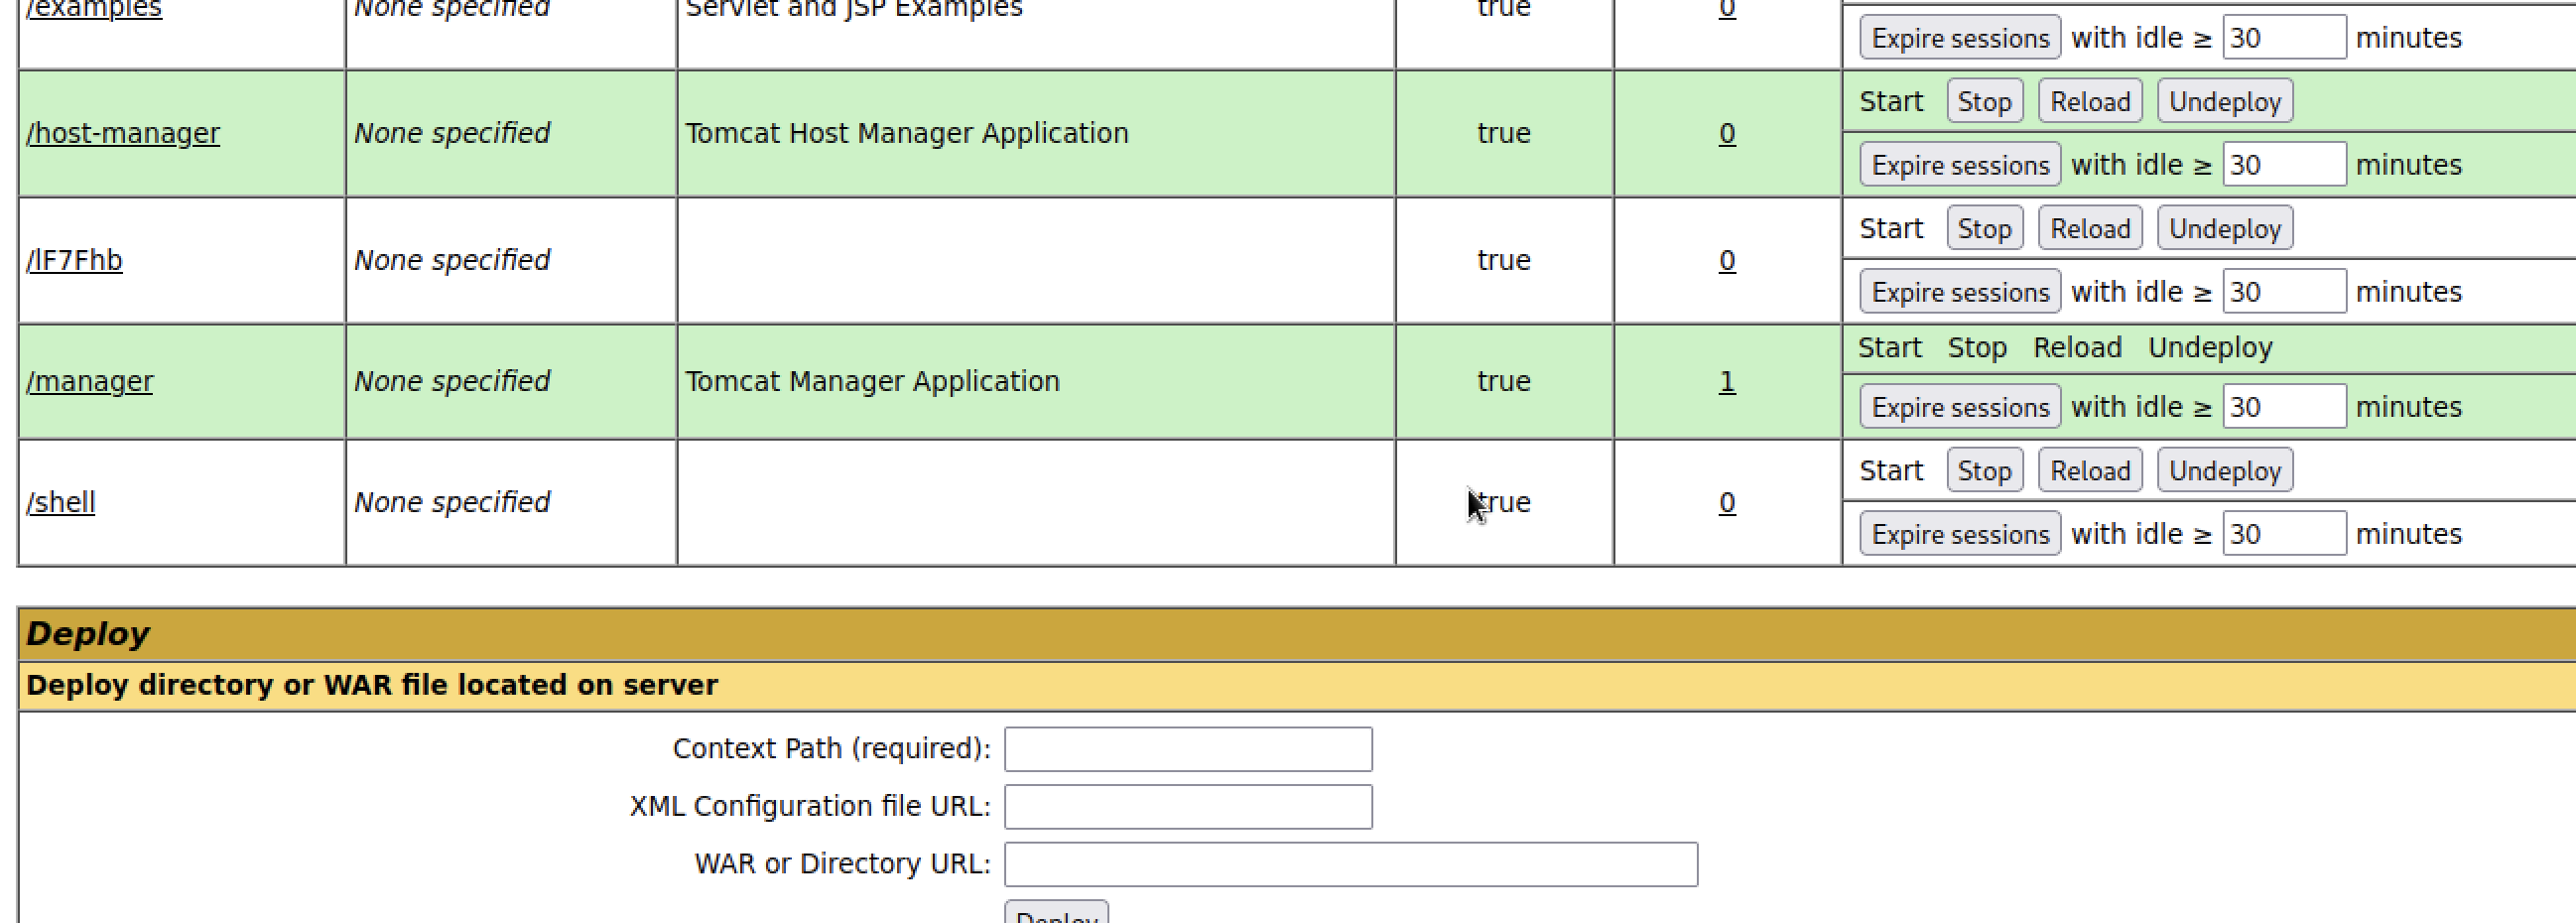 /examples None specified Servlet and JSP Examples true 0
Expire sessions with idle ≥ 30 minutes
Start Stop Reload Undeploy
/host-manager None specified Tomcat Host Manager Application true 0
Expire sessions with idle ≥ 30 minutes
Start Stop Reload Undeploy
/lF7Fhb None specified true 0
Expire sessions with idle ≥ 30 minutes
Start Stop Reload Undeploy
/manager None specified Tomcat Manager Application true 1
Expire sessions with idle ≥ 30 minutes
Start Stop Reload Undeploy
/shell None specified true 0
Expire sessions with idle ≥ 30 minutes
Deploy
Deploy directory or WAR file located on server
Context Path (required):
XML Configuration file URL:
WAR or Directory URL:
Deploy